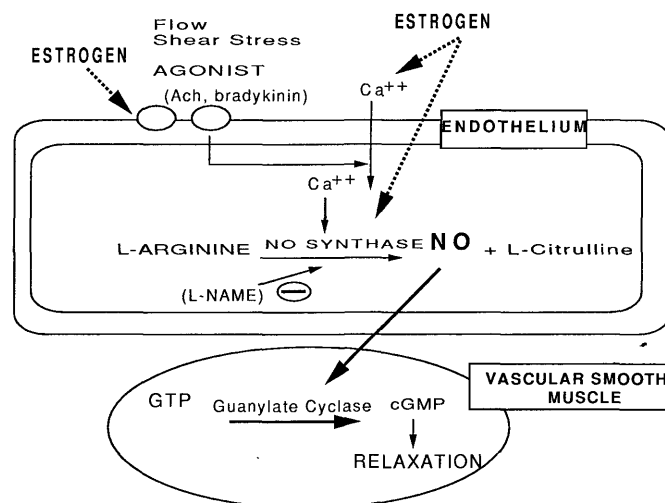 Flow
Shear Stress
ESTROGEN
ESTROGEN
AGONIST
(Ach, bradykinin)
Ca++
ENDOTHELIUM
Ca++
L-ARGININE NO SYNTHASE NO + L-Citrulline
(L-NAME) −
VASCULAR SMOOTH
MUSCLE
GTP Guanylate Cyclase cGMP
RELAXATION